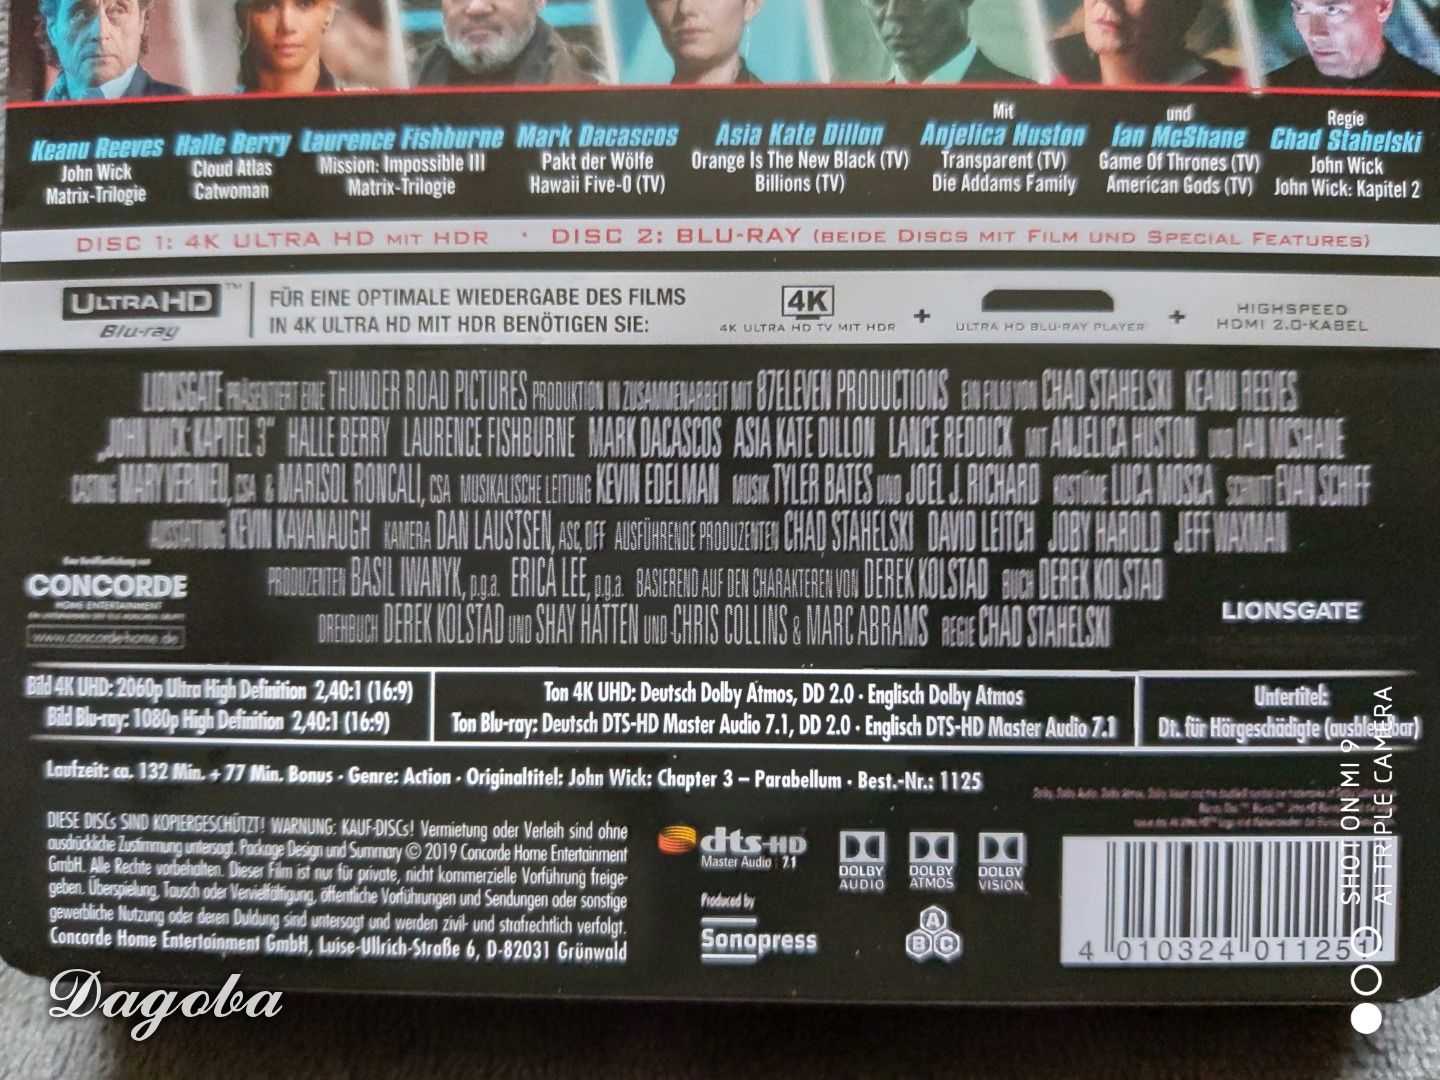 Mit
und
Regie
Keanu Reeves Halle Berry Laurence Fishburne Mark Dacascos Asia Kate Dillon Anjelica Huston Ian McShane Chad Stahelski
John Wick Cloud Atlas Mission: Impossible III Pakt der Wölfe Orange Is The New Black (TV) Transparent (TV) Game Of Thrones (TV) John Wick
Matrix-Trilogie Catwoman Matrix-Trilogie Hawaii Five-0 (TV) Billions (TV) Die Addams Family American Gods (TV) John Wick: Kapitel 2
DISC 1: 4K ULTRA HD MIT HDR · DISC 2: BLU-RAY (BEIDE DISCS MIT FILM UND SPECIAL FEATURES)
ULTRA HD™
Blu-ray
FÜR EINE OPTIMALE WIEDERGABE DES FILMS
IN 4K ULTRA HD MIT HDR BENÖTIGEN SIE:
4K
4K ULTRA HD TV MIT HDR
+
ULTRA HD BLU-RAY PLAYER
+
HIGHSPEED
HDMI 2.0-KABEL
LIONSGATE PRÄSENTIERT EINE THUNDER ROAD PICTURES PRODUKTION IN ZUSAMMENARBEIT MIT 87ELEVEN PRODUCTIONS EIN FILM VON CHAD STAHELSKI KEANU REEVES
„JOHN WICK: KAPITEL 3“ HALLE BERRY LAURENCE FISHBURNE MARK DACASCOS ASIA KATE DILLON LANCE REDDICK MIT ANJELICA HUSTON UND IAN MCSHANE
CASTING MARY VERNIEU, CSA & MARISOL RONCALI, CSA MUSIKALISCHE LEITUNG KEVIN EDELMAN MUSIK TYLER BATES UND JOEL J. RICHARD KOSTÜME LUCA MOSCA SCHNITT EVAN SCHIFF
AUSSTATTUNG KEVIN KAVANAUGH KAMERA DAN LAUSTSEN, ASC, DFF AUSFÜHRENDE PRODUZENTEN CHAD STAHELSKI DAVID LEITCH JOBY HAROLD JEFF WAXMAN
PRODUZENTEN BASIL IWANYK, p.g.a. ERICA LEE, p.g.a. BASIEREND AUF DEN CHARAKTEREN VON DEREK KOLSTAD BUCH DEREK KOLSTAD
DREHBUCH DEREK KOLSTAD UND SHAY HATTEN UND CHRIS COLLINS & MARC ABRAMS REGIE CHAD STAHELSKI
CONCORDE
HOME ENTERTAINMENT
www.concorde-home.de
LIONSGATE
Bild 4K UHD: 2060p Ultra High Definition 2,40:1 (16:9)
Bild Blu-ray: 1080p High Definition 2,40:1 (16:9)
Ton 4K UHD: Deutsch Dolby Atmos, DD 2.0 · Englisch Dolby Atmos
Ton Blu-ray: Deutsch DTS-HD Master Audio 7.1, DD 2.0 · Englisch DTS-HD Master Audio 7.1
Untertitel:
Dt. für Hörgeschädigte (ausblendbar)
Laufzeit: ca. 132 Min. + 77 Min. Bonus · Genre: Action · Originaltitel: John Wick: Chapter 3 – Parabellum · Best.-Nr.: 1125
DIESE DISCs SIND KOPIERGESCHÜTZT! WARNUNG: KAUF-DISCs! Vermietung oder Verleih sind ohne
ausdrückliche Zustimmung untersagt. Package Design und Summary © 2019 Concorde Home Entertainment
GmbH. Alle Rechte vorbehalten. Dieser Film ist nur für private, nicht kommerzielle Vorführung freige-
geben. Überspielung, Tausch oder Vervielfältigung, öffentliche Vorführungen und Sendungen oder sonstige
gewerbliche Nutzung oder deren Duldung sind untersagt und werden zivil- und strafrechtlich verfolgt.
Concorde Home Entertainment GmbH, Luise-Ullrich-Straße 6, D-82031 Grünwald
dts-HD
Master Audio 7.1
Produced by
Sonopress
DOLBY
AUDIO
DOLBY
ATMOS
DOLBY
VISION
A
B C
4 010324 011251
SHOT ON MI 9
AI TRIPLE CAMERA
Dagoba